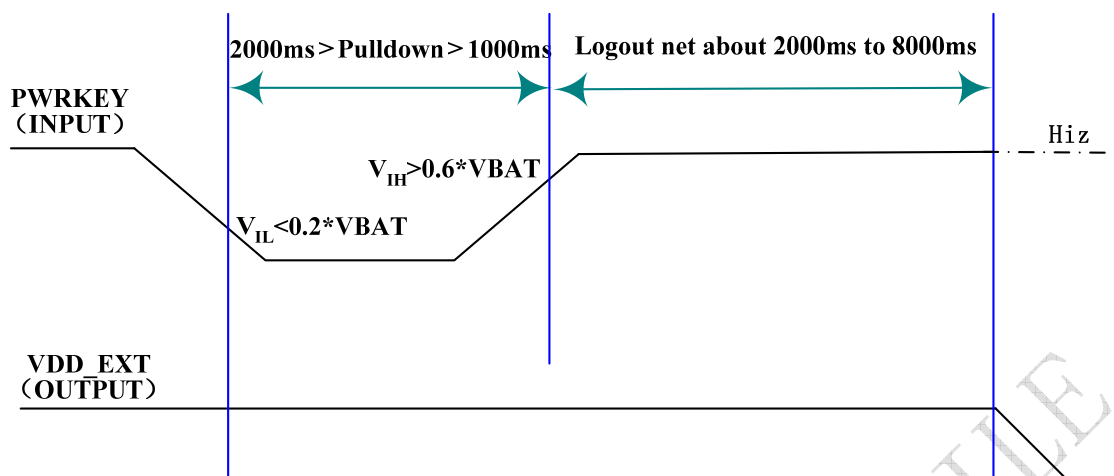 2000ms>Pulldown>1000ms
Logout net about 2000ms to 8000ms
PWRKEY
（INPUT）
Hiz
VIH>0.6*VBAT
VIL<0.2*VBAT
VDD_EXT
（OUTPUT）